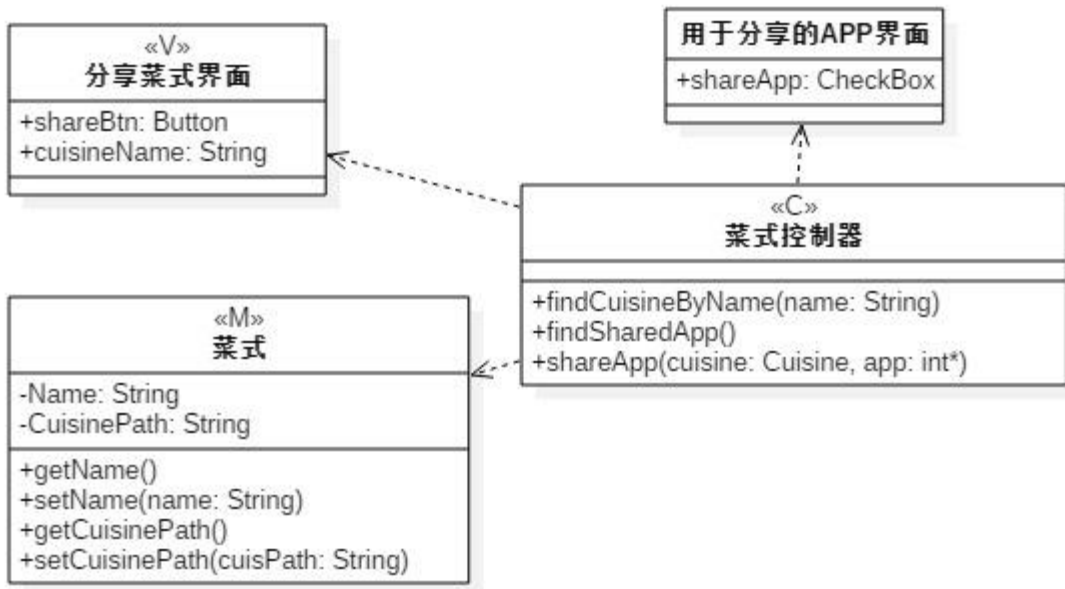 «V»
分享菜式界面
+shareBtn: Button
+cuisineName: String
用于分享的APP界面
+shareApp: CheckBox
«C»
菜式控制器
+findCuisineByName(name: String)
+findSharedApp()
+shareApp(cuisine: Cuisine, app: int*)
«M»
菜式
-Name: String
-CuisinePath: String
+getName()
+setName(name: String)
+getCuisinePath()
+setCuisinePath(cuisPath: String)